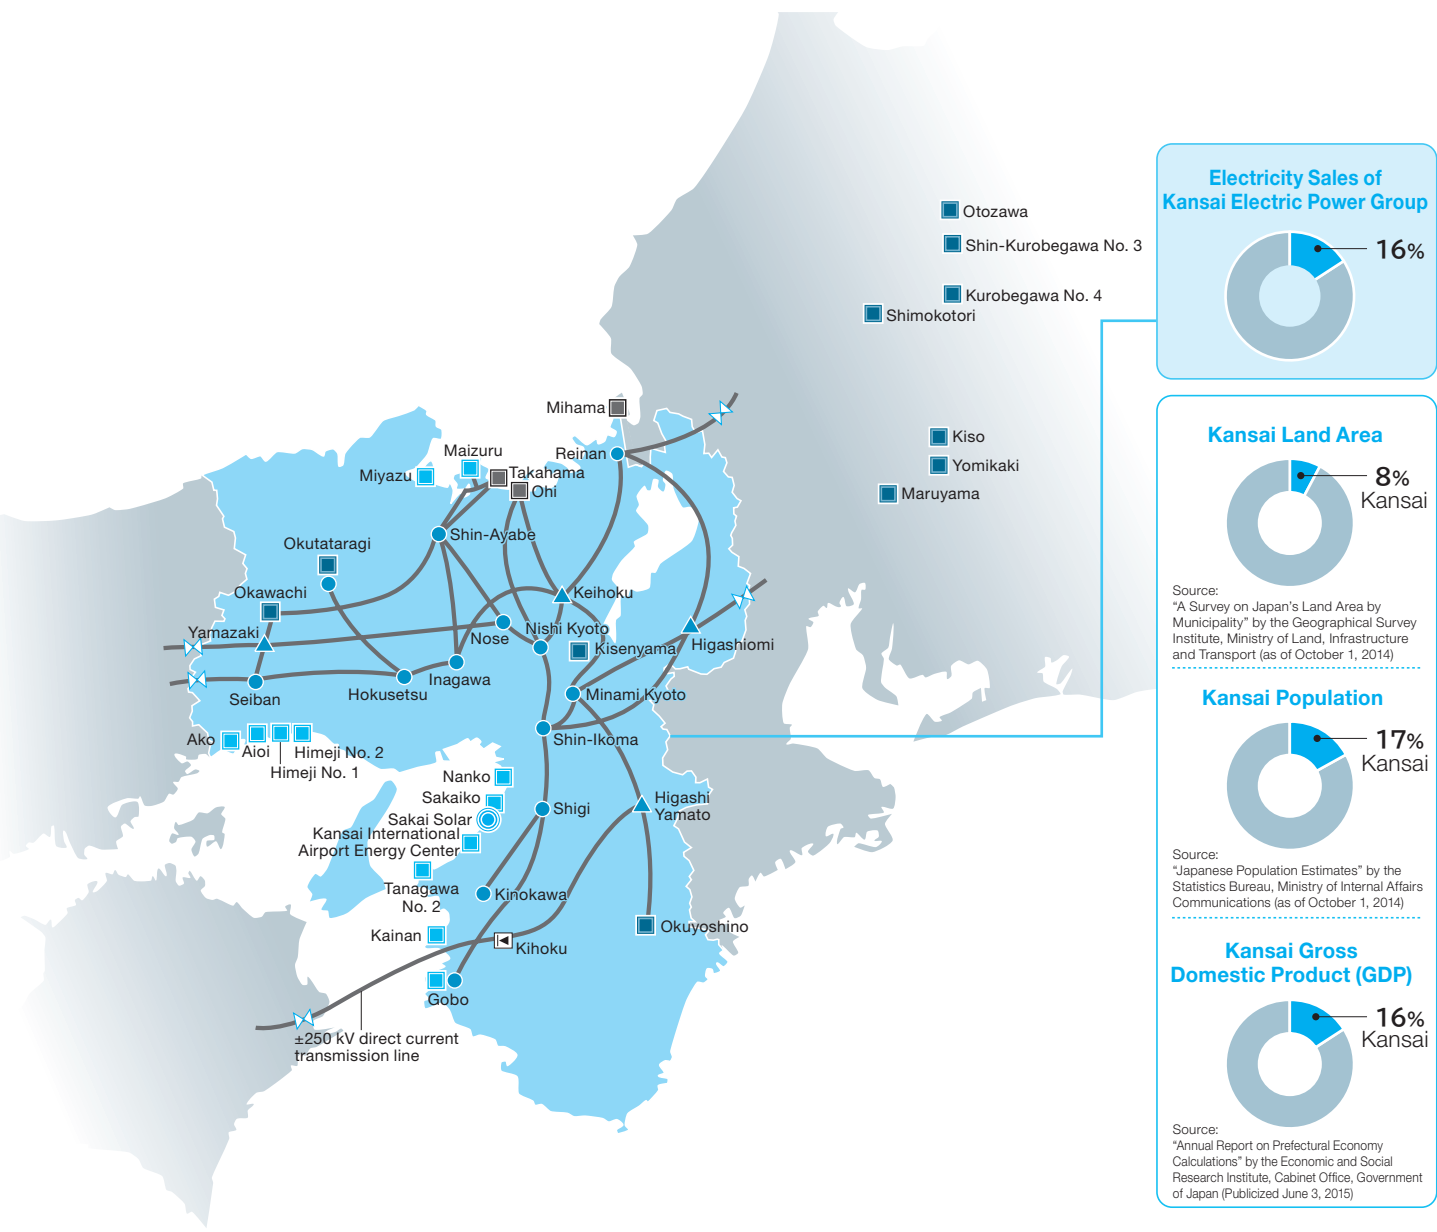 Otozawa
Shin-Kurobegawa No. 3
Kurobegawa No. 4
Shimokotori
Mihama
Kiso
Maizuru
Reinan
Yomikaki
Miyazu
Takahama
Ohi
Maruyama
Shin-Ayabe
Okutataragi
Okawachi
Keihoku
Yamazaki
Nose
Nishi Kyoto
Kisenyama
Higashiomi
Inagawa
Hokusetsu
Seiban
Minami Kyoto
Ako
Aioi
Himeji No. 2
Himeji No. 1
Shin-Ikoma
Nanko
Sakaiko
Sakai Solar
Shigi
Higashi
Yamato
Kansai International
Airport Energy Center
Tanagawa
No. 2
Kinokawa
Kainan
Kihoku
Okuyoshino
Gobo
±250 kV direct current
transmission line
Electricity Sales of
Kansai Electric Power Group
16%
Kansai Land Area
8%
Kansai
Source:
“A Survey on Japan’s Land Area by
Municipality” by the Geographical Survey
Institute, Ministry of Land, Infrastructure
and Transport (as of October 1, 2014)
Kansai Population
17%
Kansai
Source:
“Japanese Population Estimates” by the
Statistics Bureau, Ministry of Internal Affairs
Communications (as of October 1, 2014)
Kansai Gross
Domestic Product (GDP)
16%
Kansai
Source:
“Annual Report on Prefectural Economy
Calculations” by the Economic and Social
Research Institute, Cabinet Office, Government
of Japan (Publicized June 3, 2015)